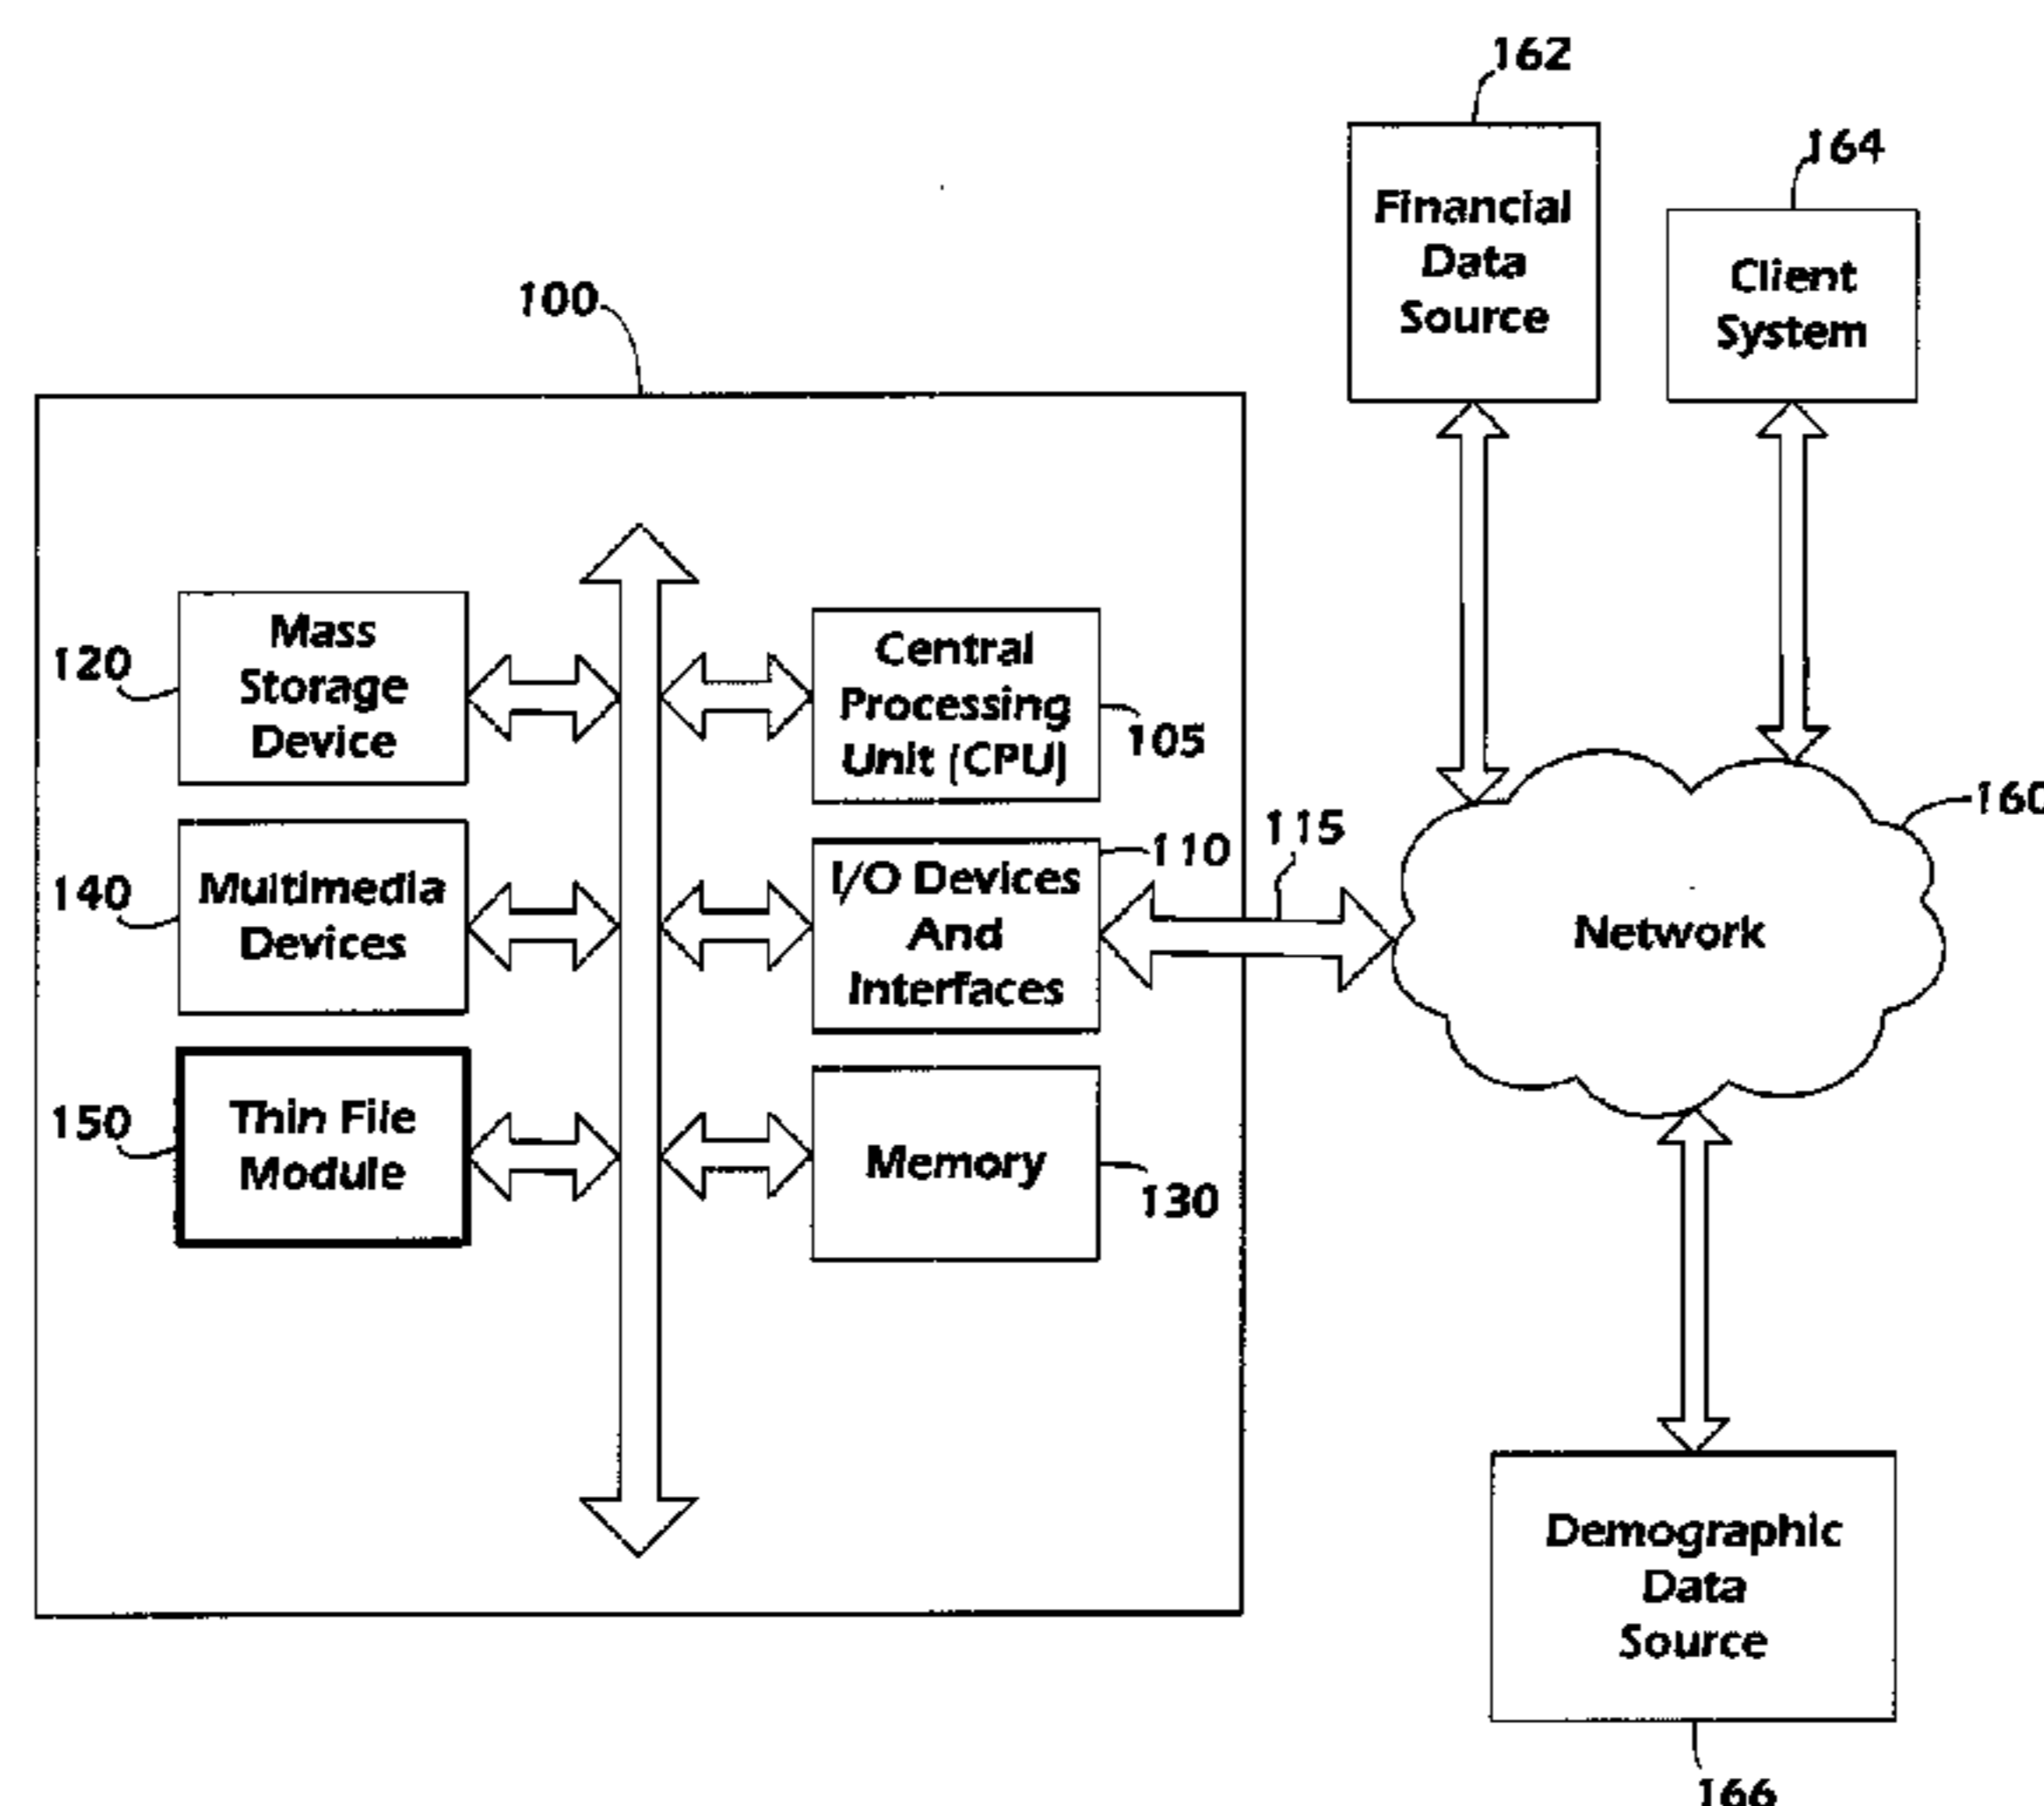 162
164
Financial
Data
Source
Client
System
100
Mass
Storage
Device
120
Central
Processing
Unit (CPU)
105
160
115
110
Multimedia
Devices
140
I/O Devices
And
Interfaces
Network
Thin File
Module
150
Memory
130
Demographic
Data
Source
166